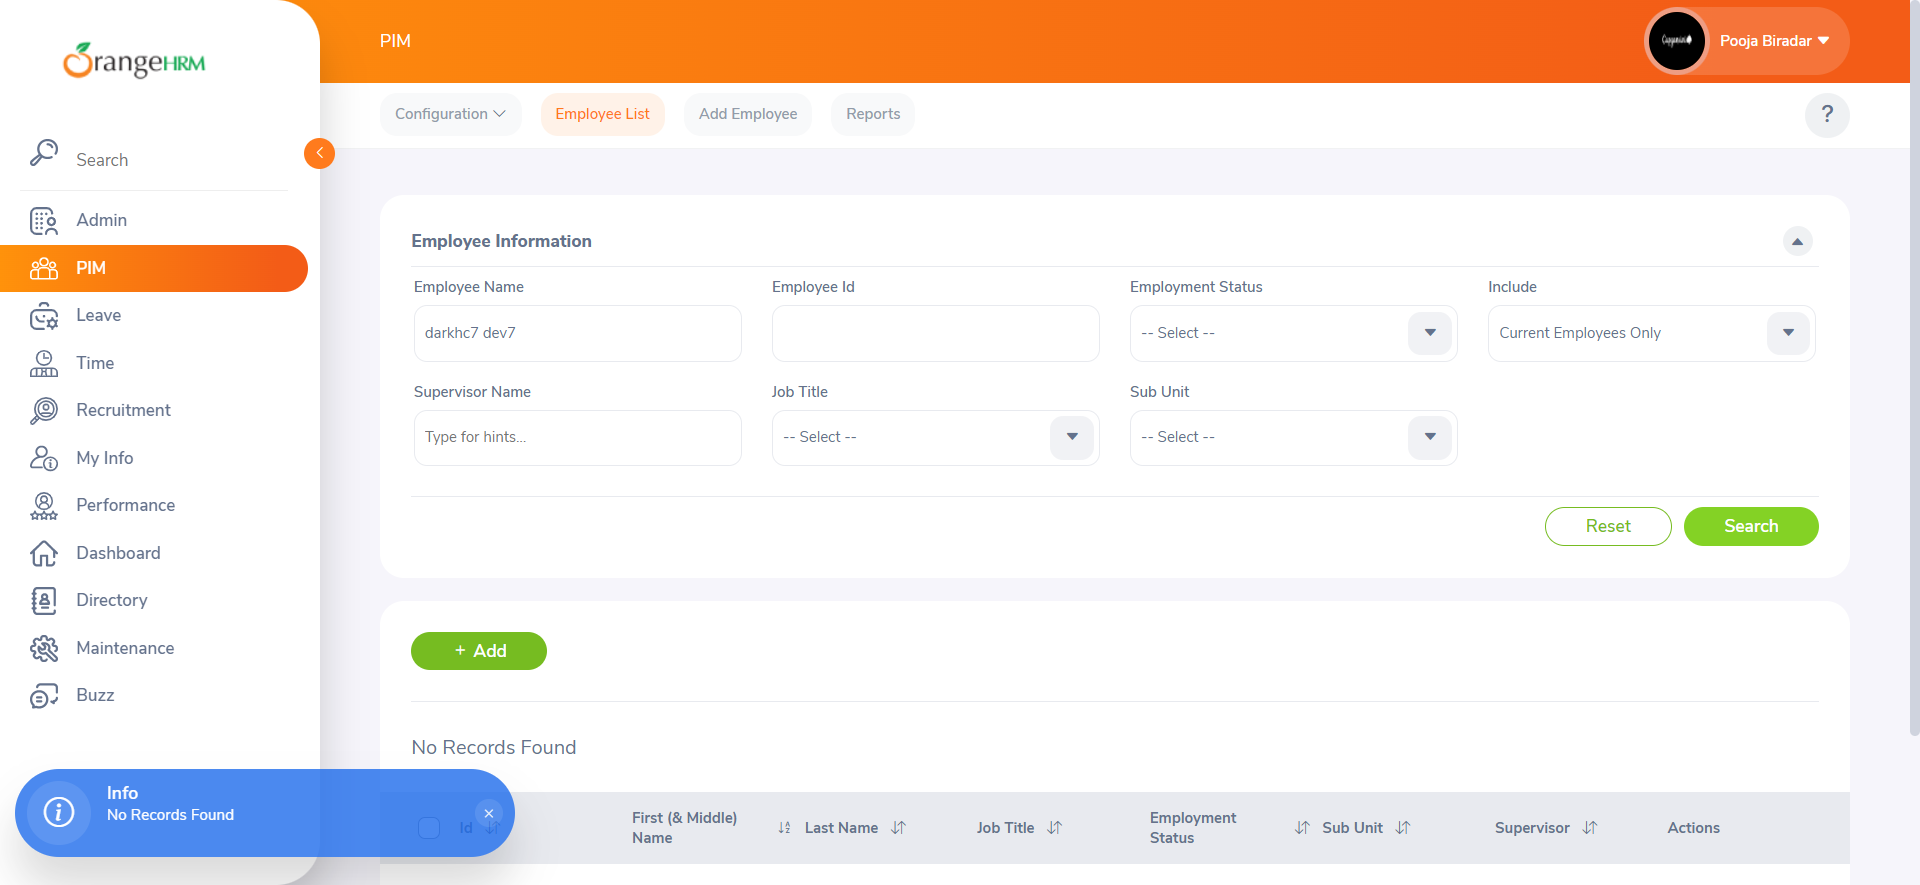 OrangeHRM
Search
Admin
PIM
Leave
Time
Recruitment
My Info
Performance
Dashboard
Directory
Maintenance
Buzz
PIM
Capgemini
Pooja Biradar
Configuration
Employee List
Add Employee
Reports
?
Employee Information
Employee Name
Employee Id
Employment Status
Include
darkhc7 dev7
-- Select --
Current Employees Only
Supervisor Name
Job Title
Sub Unit
Type for hints...
-- Select --
-- Select --
Reset
Search
+ Add
No Records Found
Info
No Records Found
Id
First (& Middle)
Name
Last Name
Job Title
Employment
Status
Sub Unit
Supervisor
Actions